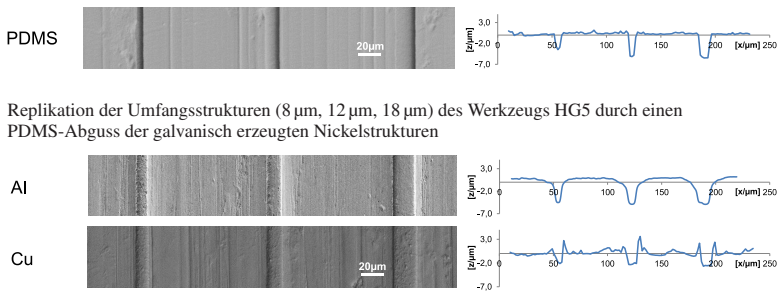 PDMS
20µm
[z/µm]
3,0
-2,0
-7,0
0 50 100 150 [x/µm] 200 250
Replikation der Umfangsstrukturen (8 µm, 12 µm, 18 µm) des Werkzeugs HG5 durch einen
PDMS-Abguss der galvanisch erzeugten Nickelstrukturen
Al
[z/µm]
3,0
-2,0
-7,0
0 50 100 150 200 [x/µm] 250
Cu
20µm
[z/µm]
3,0
-2,0
-7,0
0 50 100 150 200 [x/µm] 250